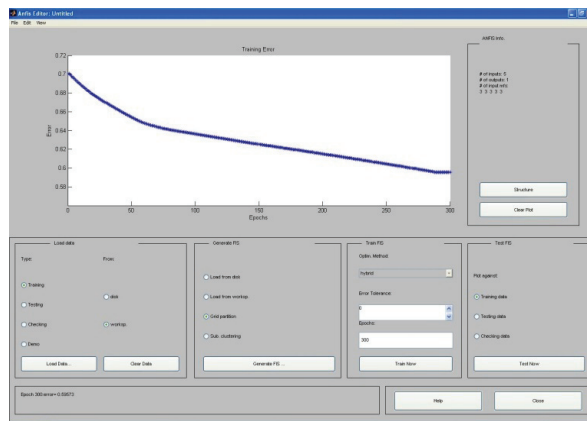 Anfis Editor: Untitled
File Edit View
Training Error
0.72
0.7
0.68
0.66
0.64
0.62
0.6
0.58
Error
0
50
100
150
200
250
300
Epochs
ANFIS Info.
# of inputs: 5
# of outputs: 1
# of input mfs:
3 3 3 3 3
Structure
Clear Plot
Load data
Type:
From:
Training
Testing
Checking
Demo
disk
worksp.
Load Data...
Clear Data
Generate FIS
Load from disk
Load from worksp.
Grid partition
Sub. clustering
Generate FIS ...
Train FIS
Optim. Method:
hybrid
Error Tolerance:
0
Epochs:
300
Train Now
Test FIS
Plot against:
Training data
Testing data
Checking data
Test Now
Epoch 300:error=
Help
Close